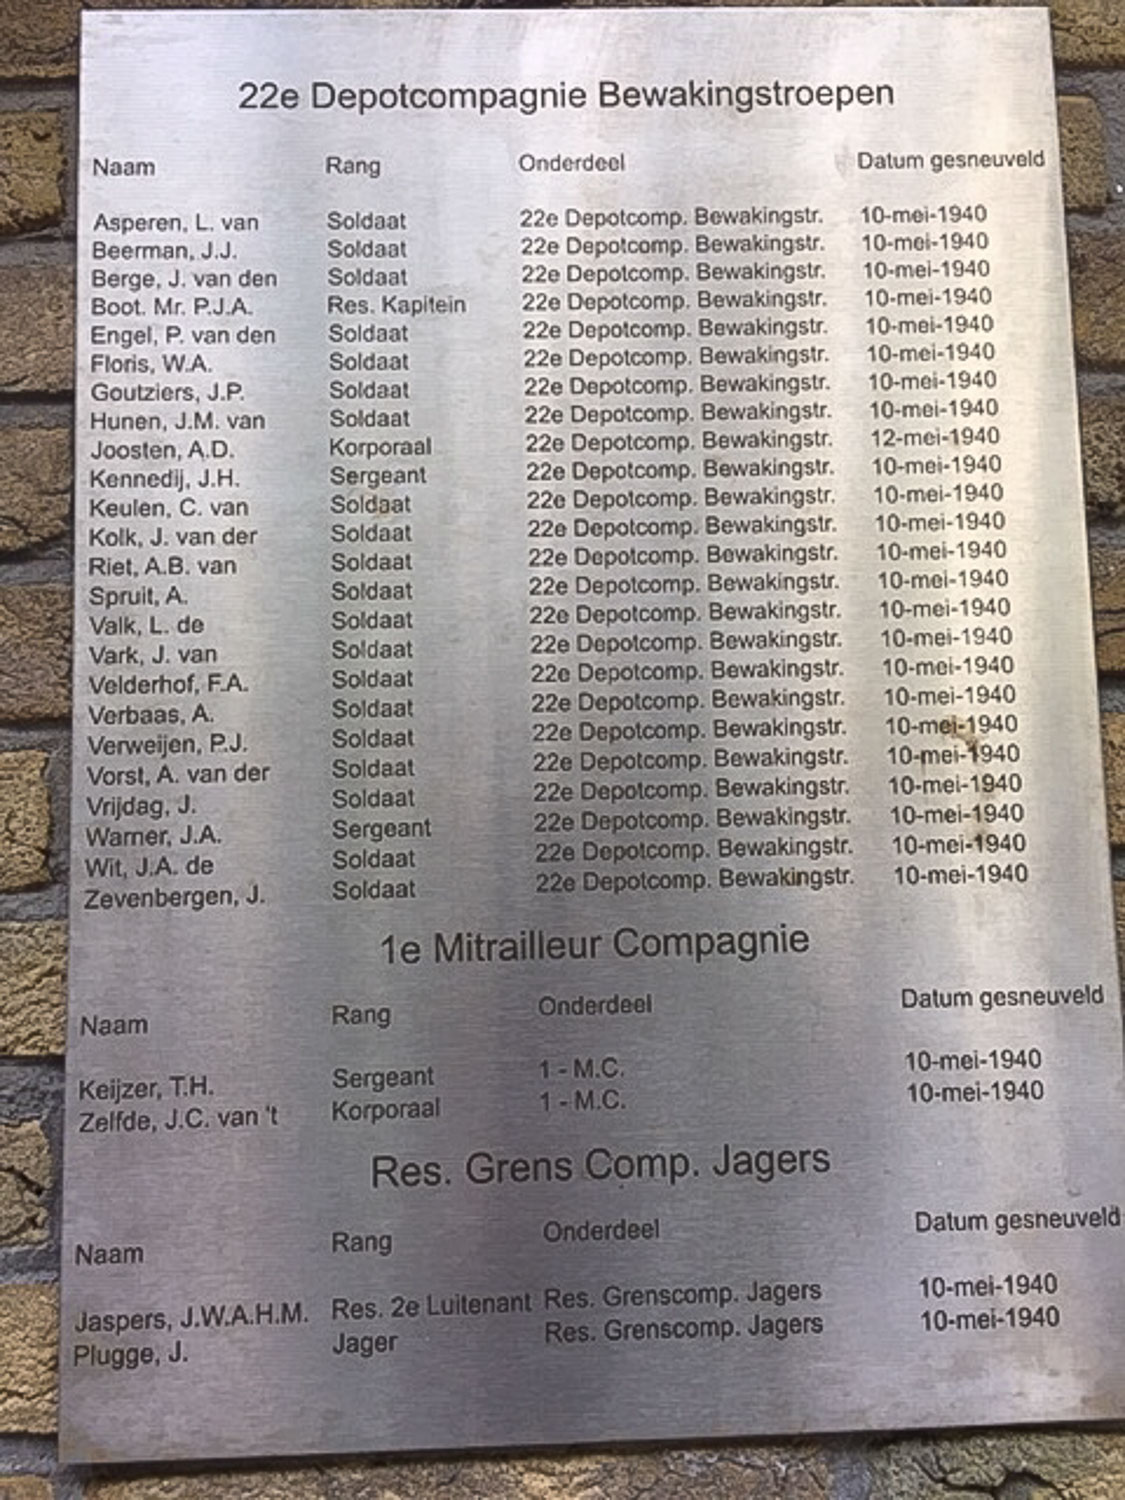 22e Depotcompagnie Bewakingstroepen
Naam Rang Onderdeel Datum gesneuveld
Asperen, L. van Soldaat 22e Depotcomp. Bewakingstr. 10-mei-1940
Beerman, J.J. Soldaat 22e Depotcomp. Bewakingstr. 10-mei-1940
Berge, J. van den Soldaat 22e Depotcomp. Bewakingstr. 10-mei-1940
Boot. Mr. P.J.A. Res. Kapitein 22e Depotcomp. Bewakingstr. 10-mei-1940
Engel, P. van den Soldaat 22e Depotcomp. Bewakingstr. 10-mei-1940
Floris, W.A. Soldaat 22e Depotcomp. Bewakingstr. 10-mei-1940
Goutziers, J.P. Soldaat 22e Depotcomp. Bewakingstr. 10-mei-1940
Hunen, J.M. van Soldaat 22e Depotcomp. Bewakingstr. 10-mei-1940
Joosten, A.D. Korporaal 22e Depotcomp. Bewakingstr. 12-mei-1940
Kennedij, J.H. Sergeant 22e Depotcomp. Bewakingstr. 10-mei-1940
Keulen, C. van Soldaat 22e Depotcomp. Bewakingstr. 10-mei-1940
Kolk, J. van der Soldaat 22e Depotcomp. Bewakingstr. 10-mei-1940
Riet, A.B. van Soldaat 22e Depotcomp. Bewakingstr. 10-mei-1940
Spruit, A. Soldaat 22e Depotcomp. Bewakingstr. 10-mei-1940
Valk, L. de Soldaat 22e Depotcomp. Bewakingstr. 10-mei-1940
Vark, J. van Soldaat 22e Depotcomp. Bewakingstr. 10-mei-1940
Velderhof, F.A. Soldaat 22e Depotcomp. Bewakingstr. 10-mei-1940
Verbaas, A. Soldaat 22e Depotcomp. Bewakingstr. 10-mei-1940
Verweijen, P.J. Soldaat 22e Depotcomp. Bewakingstr. 10-mei-1940
Vorst, A. van der Soldaat 22e Depotcomp. Bewakingstr. 10-mei-1940
Vrijdag, J. Soldaat 22e Depotcomp. Bewakingstr. 10-mei-1940
Warner, J.A. Sergeant 22e Depotcomp. Bewakingstr. 10-mei-1940
Wit, J.A. de Soldaat 22e Depotcomp. Bewakingstr. 10-mei-1940
Zevenbergen, J. Soldaat 22e Depotcomp. Bewakingstr. 10-mei-1940
1e Mitrailleur Compagnie
Naam Rang Onderdeel Datum gesneuveld
Keijzer, T.H. Sergeant 1 - M.C. 10-mei-1940
Zelfde, J.C. van 't Korporaal 1 - M.C. 10-mei-1940
Res. Grens Comp. Jagers
Naam Rang Onderdeel Datum gesneuveld
Jaspers, J.W.A.H.M. Res. 2e Luitenant Res. Grenscomp. Jagers 10-mei-1940
Plugge, J. Jager Res. Grenscomp. Jagers 10-mei-1940